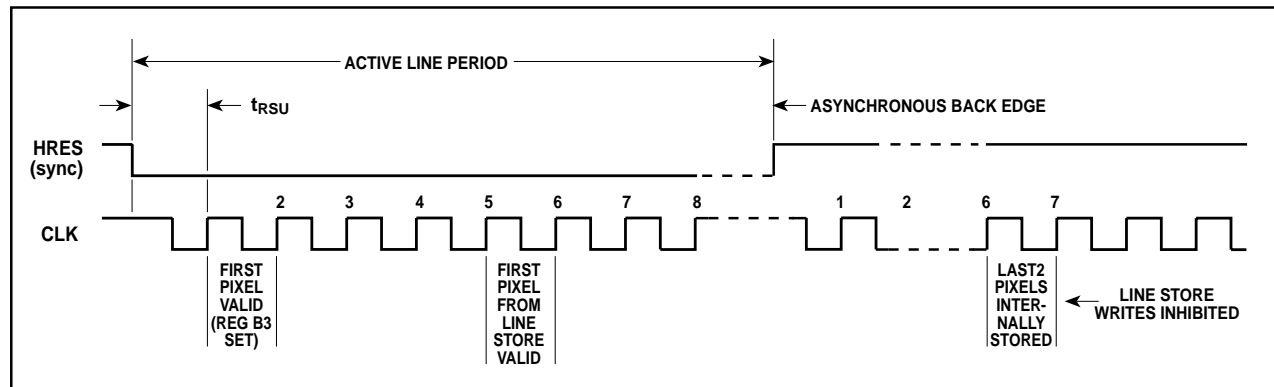 ACTIVE LINE PERIOD
tRSU
ASYNCHRONOUS BACK EDGE
HRES
(sync)
2 3 4 5 6 7 8 1 2 6 7
CLK
FIRST
PIXEL
VALID
(REG B3
SET)
FIRST
PIXEL
FROM
LINE
STORE
VALID
LAST2
PIXELS
INTER-
NALLY
STORED
LINE STORE
WRITES INHIBITED